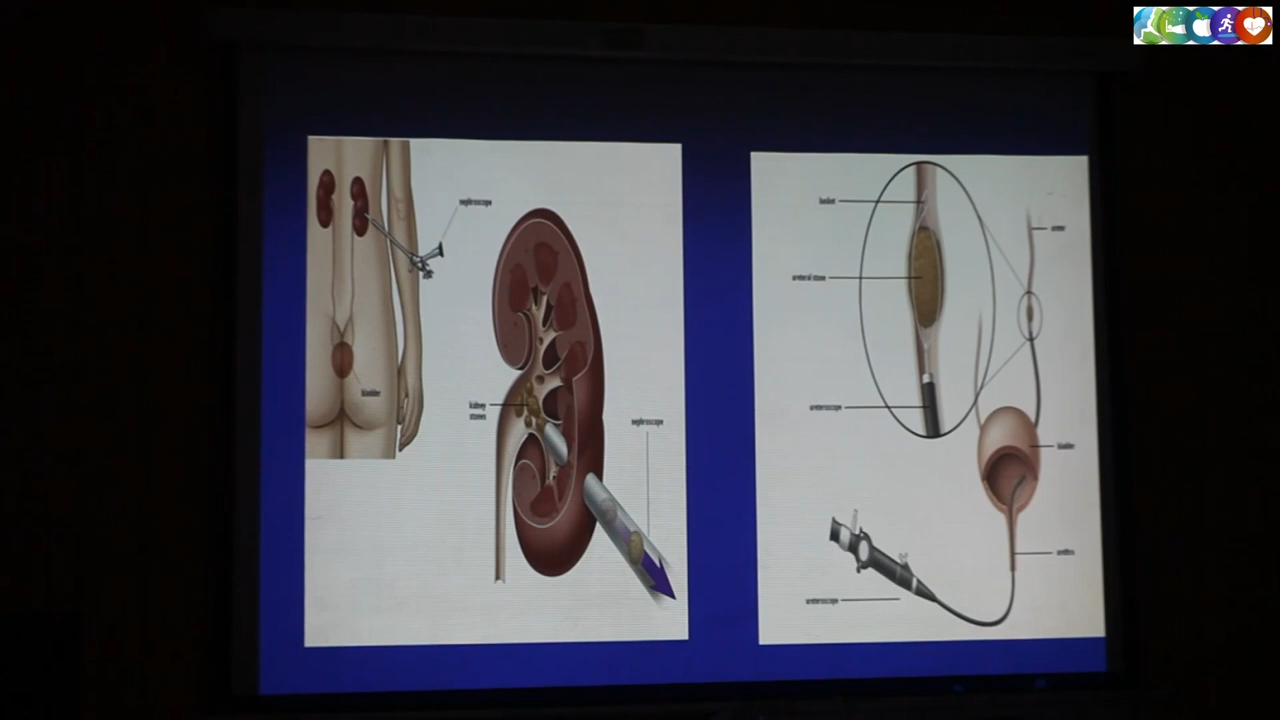 nephroscope
bladder
kidney
stones
nephroscope
basket
ureteral stone
ureteroscope
ureter
bladder
urethra
ureteroscope